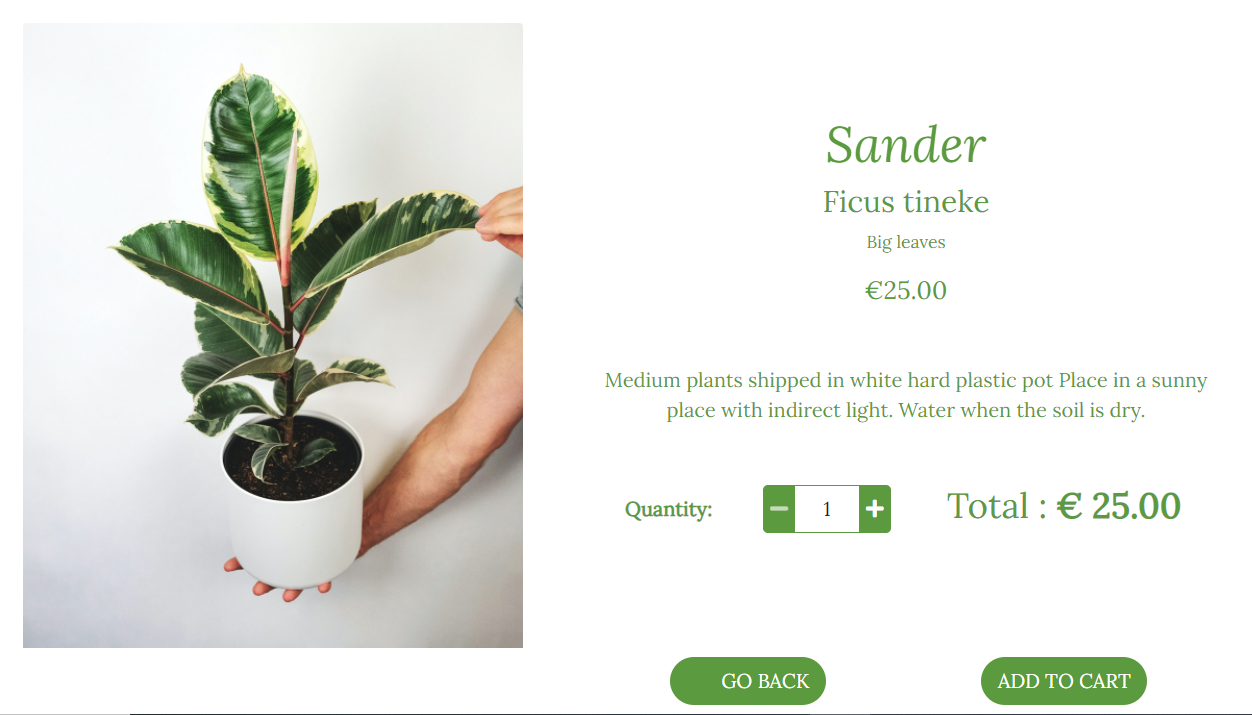 Sander
Ficus tineke
Big leaves
€25.00
Medium plants shipped in white hard plastic pot Place in a sunny
place with indirect light. Water when the soil is dry.
Quantity: − 1 + Total : € 25.00
GO BACK ADD TO CART